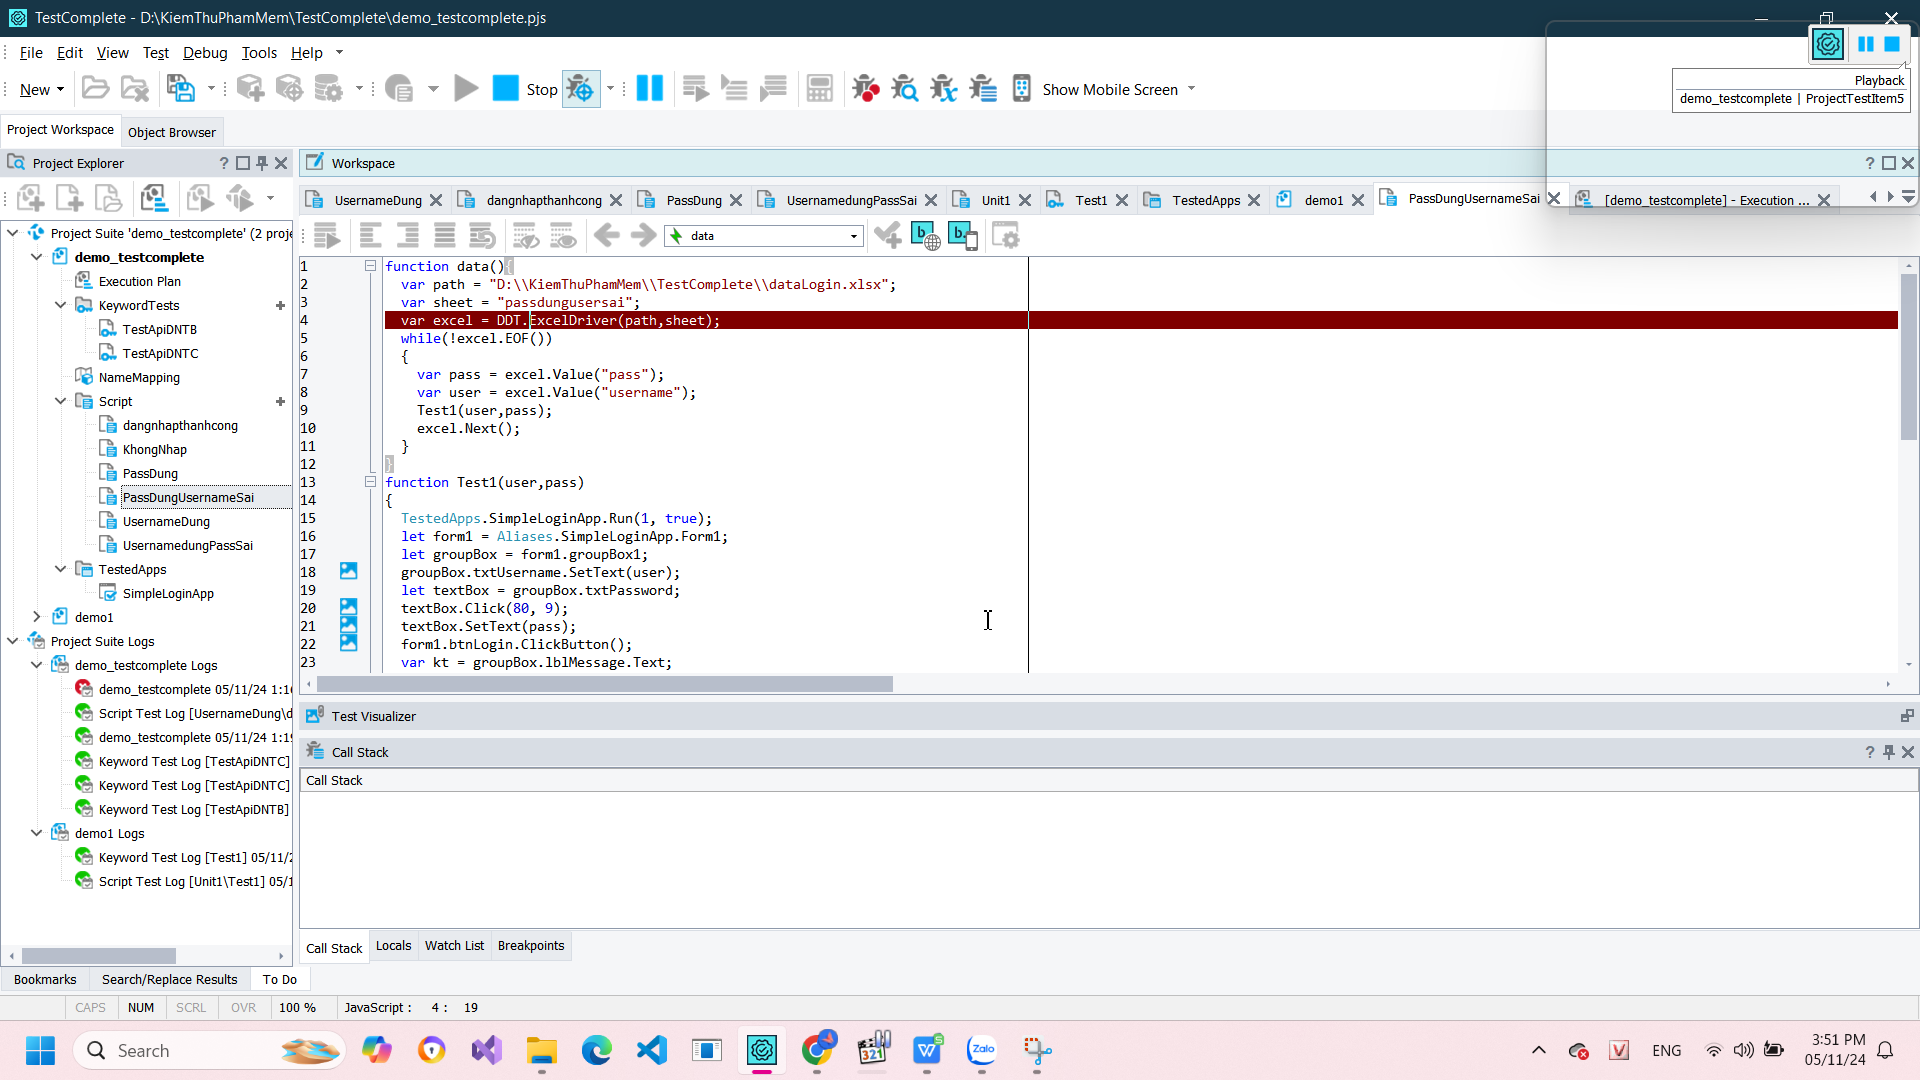 TestComplete - D:\KiemThuPhamMem\TestComplete\demo_testcomplete.pjs
File Edit View Test Debug Tools Help
New Stop Show Mobile Screen
Playback
demo_testcomplete | ProjectTestItem5
Project Workspace Object Browser
Project Explorer
Workspace
UsernameDung dangnhapthanhcong PassDung UsernamedungPassSai Unit1 Test1 TestedApps demo1 PassDungUsernameSai [demo_testcomplete] - Execution ...
data
Project Suite 'demo_testcomplete' (2 proje
demo_testcomplete
Execution Plan
KeywordTests
TestApiDNTB
TestApiDNTC
NameMapping
Script
dangnhapthanhcong
KhongNhap
PassDung
PassDungUsernameSai
UsernameDung
UsernamedungPassSai
TestedApps
SimpleLoginApp
demo1
Project Suite Logs
demo_testcomplete Logs
demo_testcomplete 05/11/24 1:16
Script Test Log [UsernameDung\d
demo_testcomplete 05/11/24 1:19
Keyword Test Log [TestApiDNTC]
Keyword Test Log [TestApiDNTC]
Keyword Test Log [TestApiDNTB]
demo1 Logs
Keyword Test Log [Test1] 05/11/2
Script Test Log [Unit1\Test1] 05/1
1 function data(){
2 var path = "D:\\KiemThuPhamMem\\TestComplete\\dataLogin.xlsx";
3 var sheet = "passdungusersai";
4 var excel = DDT.ExcelDriver(path,sheet);
5 while(!excel.EOF())
6 {
7 var pass = excel.Value("pass");
8 var user = excel.Value("username");
9 Test1(user,pass);
10 excel.Next();
11 }
12 }
13 function Test1(user,pass)
14 {
15 TestedApps.SimpleLoginApp.Run(1, true);
16 let form1 = Aliases.SimpleLoginApp.Form1;
17 let groupBox = form1.groupBox1;
18 groupBox.txtUsername.SetText(user);
19 let textBox = groupBox.txtPassword;
20 textBox.Click(80, 9);
21 textBox.SetText(pass);
22 form1.btnLogin.ClickButton();
23 var kt = groupBox.lblMessage.Text;
Test Visualizer
Call Stack
Call Stack
Call Stack Locals Watch List Breakpoints
Bookmarks Search/Replace Results To Do
CAPS NUM SCRL OVR 100 % JavaScript : 4 : 19
Search
321
Zalo
ENG
3:51 PM
05/11/24